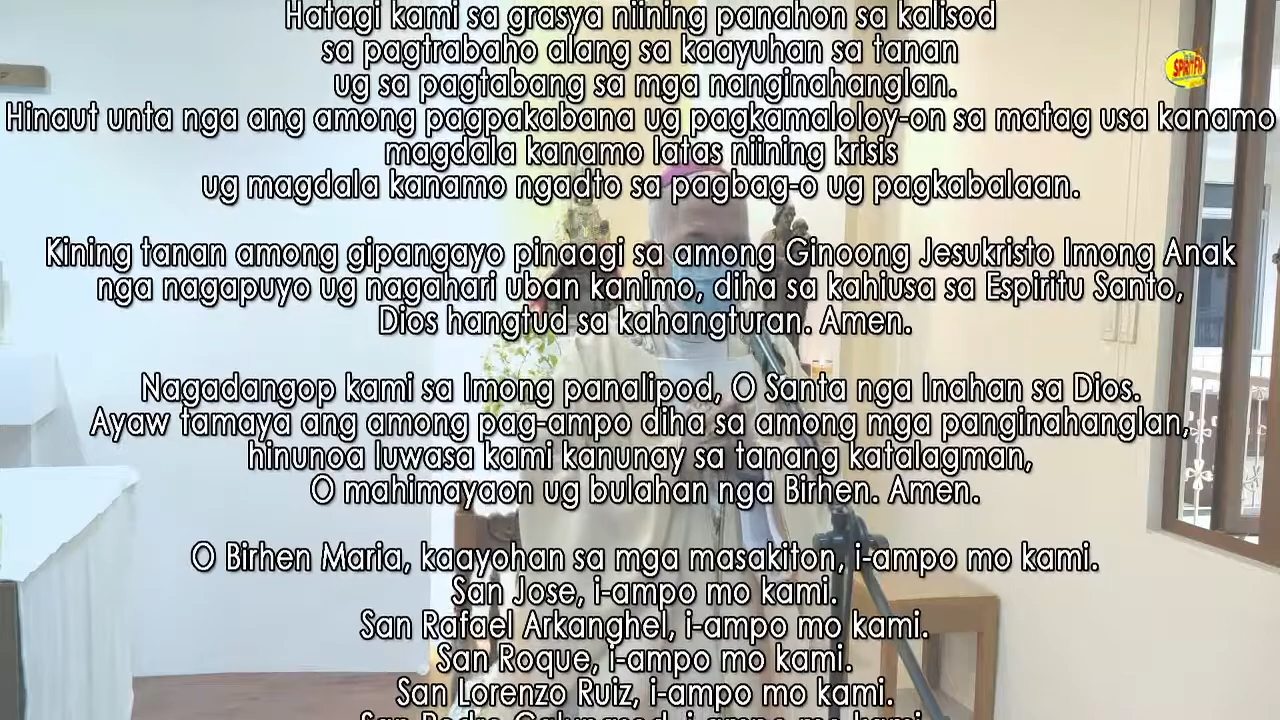 Hatagi kami sa grasya niining panahon sa kalisod
sa pagtrabaho alang sa kaayuhan sa tanan
ug sa pagtabang sa mga nanginahanglan.
Hinaut unta nga ang among pagpakabana ug pagkamaloloy-on sa matag usa kanamo
magdala kanamo latas niining krisis
ug magdala kanamo ngadto sa pagbag-o ug pagkabalaan.
Kining tanan among gipangayo pinaagi sa among Ginoong Jesukristo Imong Anak
nga nagapuyo ug nagahari uban kanimo, diha sa kahiusa sa Espiritu Santo,
Dios hangtud sa kahangturan. Amen.
Nagadangop kami sa Imong panalipod, O Santa nga Inahan sa Dios.
Ayaw tamaya ang among pag-ampo diha sa among mga panginahanglan,
hinunoa luwasa kami kanunay sa tanang katalagman,
O mahimayaon ug bulahan nga Birhen. Amen.
O Birhen Maria, kaayohan sa mga masakiton, i-ampo mo kami.
San Jose, i-ampo mo kami.
San Rafael Arkanghel, i-ampo mo kami.
San Roque, i-ampo mo kami.
San Lorenzo Ruiz, i-ampo mo kami.
San Pedro Calungsod, i-ampo mo kami.